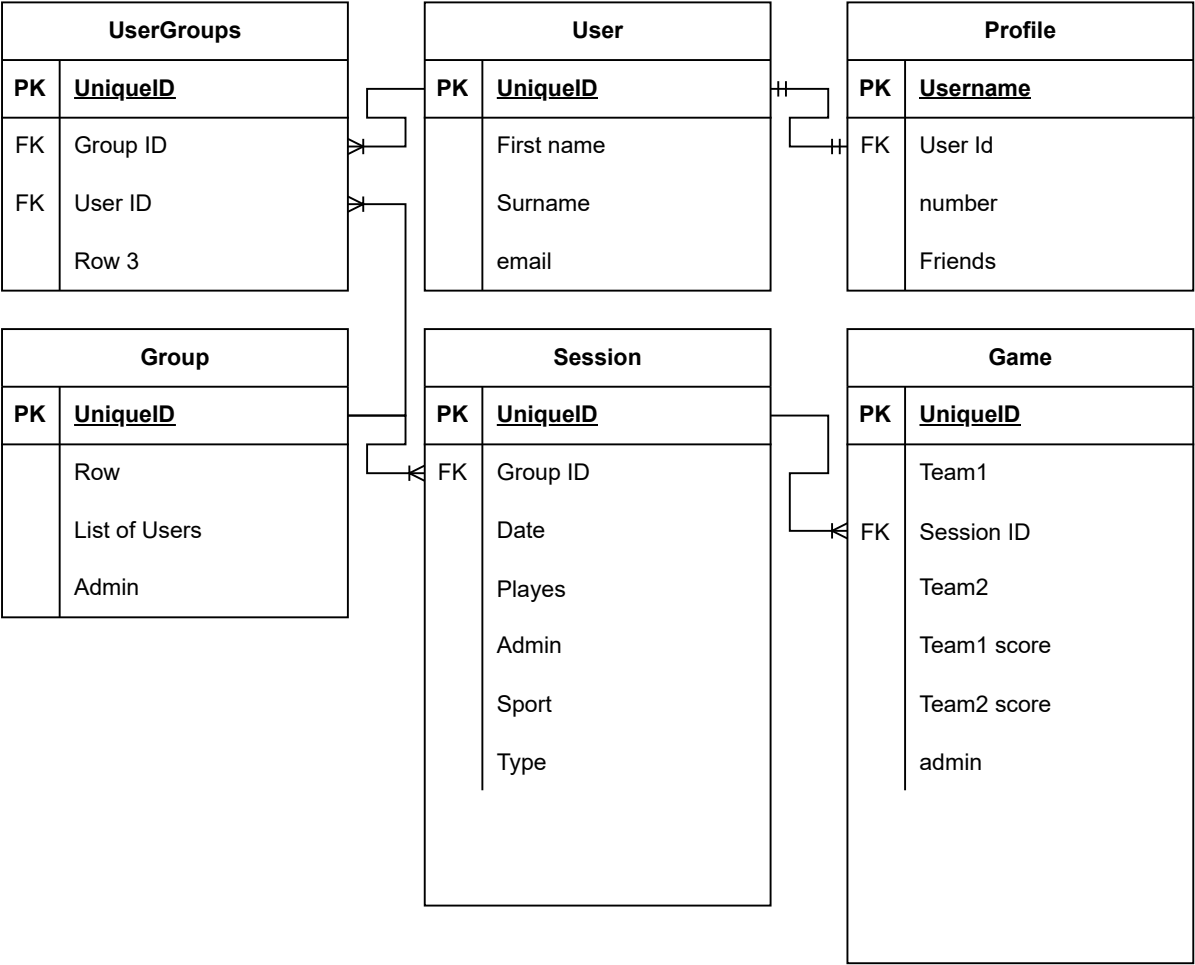 UserGroups
PK UniqueID
FK Group ID
FK User ID
Row 3
User
PK UniqueID
First name
Surname
email
Profile
PK Username
FK User Id
number
Friends
Group
PK UniqueID
Row
List of Users
Admin
Session
PK UniqueID
FK Group ID
Date
Playes
Admin
Sport
Type
Game
PK UniqueID
Team1
FK Session ID
Team2
Team1 score
Team2 score
admin